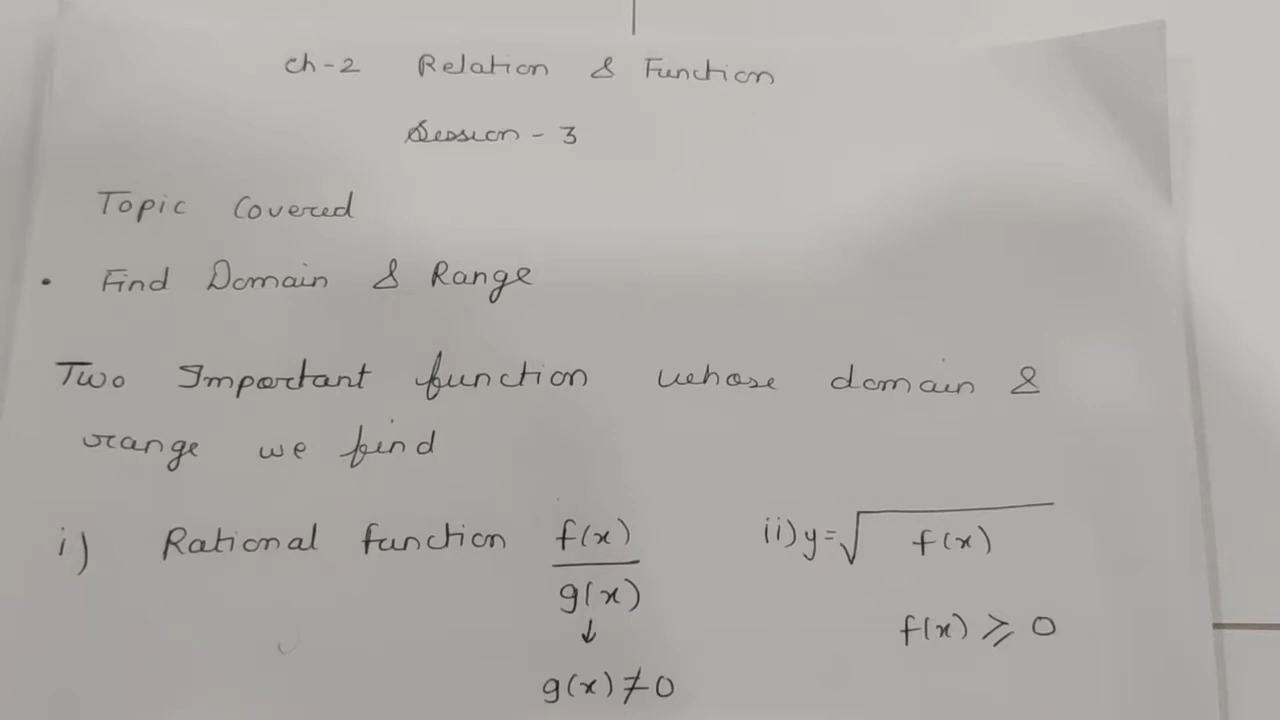 ch-2 Relation & Function
Session - 3
Topic Covered
• Find Domain & Range
Two Important function whose domain &
range we find
i) Rational function f(x)/g(x) ii) y=√f(x)
↓
g(x)≠0 f(x) ⩾ 0